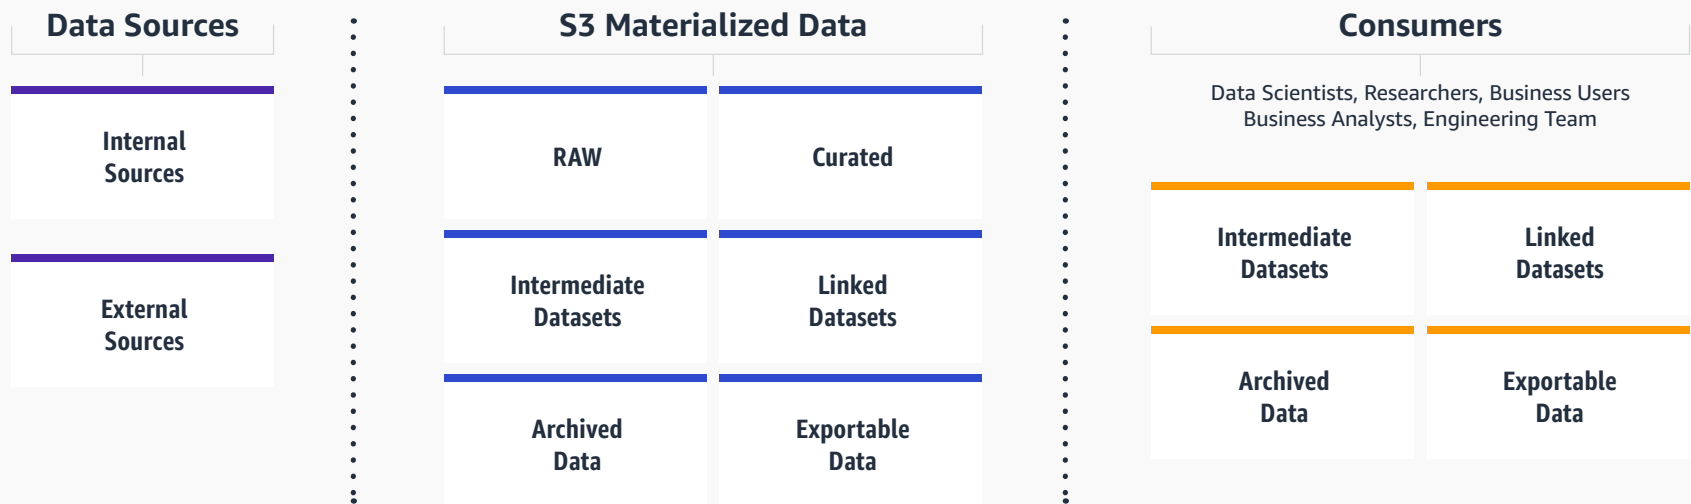 Data Sources
Internal
Sources
External
Sources
S3 Materialized Data
RAW
Curated
Intermediate
Datasets
Linked
Datasets
Archived
Data
Exportable
Data
Consumers
Data Scientists, Researchers, Business Users
Business Analysts, Engineering Team
Intermediate
Datasets
Linked
Datasets
Archived
Data
Exportable
Data